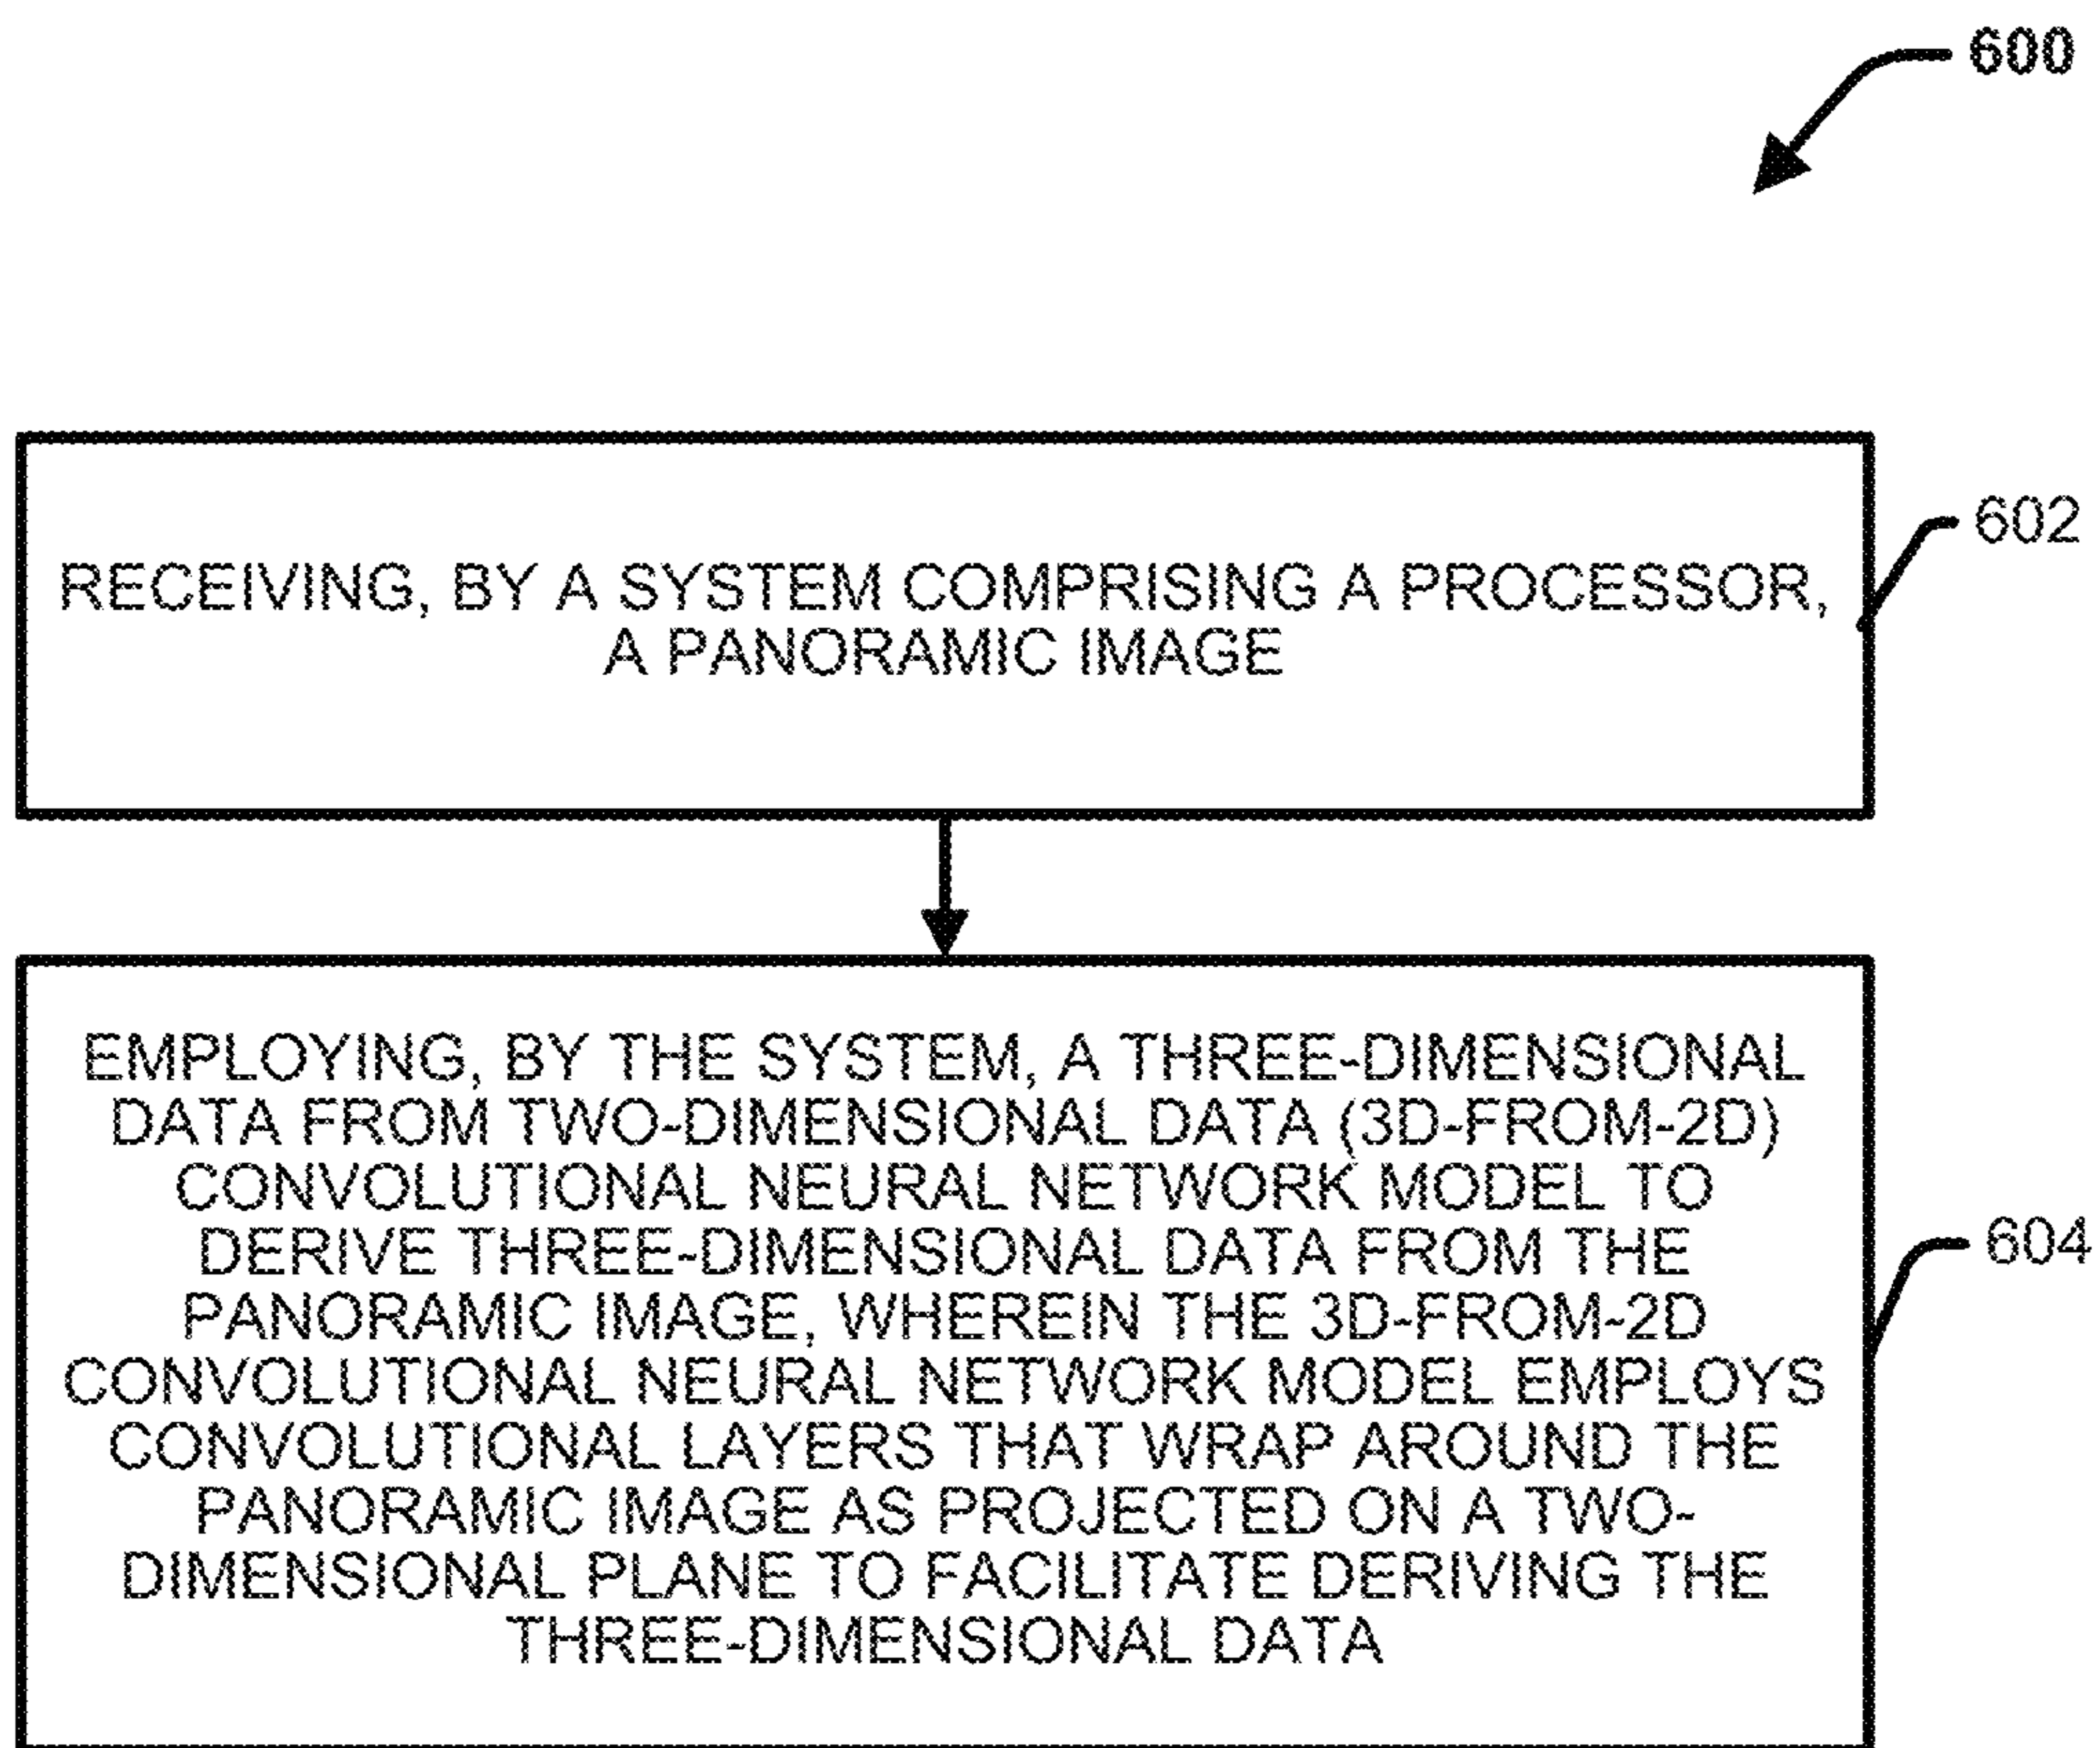 600
602
RECEIVING, BY A SYSTEM COMPRISING A PROCESSOR,
A PANORAMIC IMAGE
EMPLOYING, BY THE SYSTEM, A THREE-DIMENSIONAL
DATA FROM TWO-DIMENSIONAL DATA (3D-FROM-2D)
CONVOLUTIONAL NEURAL NETWORK MODEL TO
DERIVE THREE-DIMENSIONAL DATA FROM THE
604
PANORAMIC IMAGE, WHEREIN THE 3D-FROM-2D
CONVOLUTIONAL NEURAL NETWORK MODEL EMPLOYS
CONVOLUTIONAL LAYERS THAT WRAP AROUND THE
PANORAMIC IMAGE AS PROJECTED ON A TWO-
DIMENSIONAL PLANE TO FACILITATE DERIVING THE
THREE-DIMENSIONAL DATA